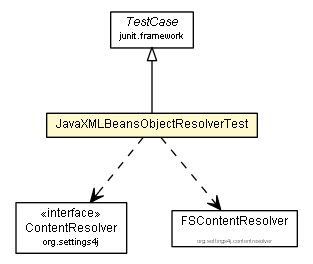 TestCase
junit.framework
JavaXMLBeansObjectResolverTest
«interface»
ContentResolver
org.settings4j
FSContentResolver
org.settings4j.contentresolver